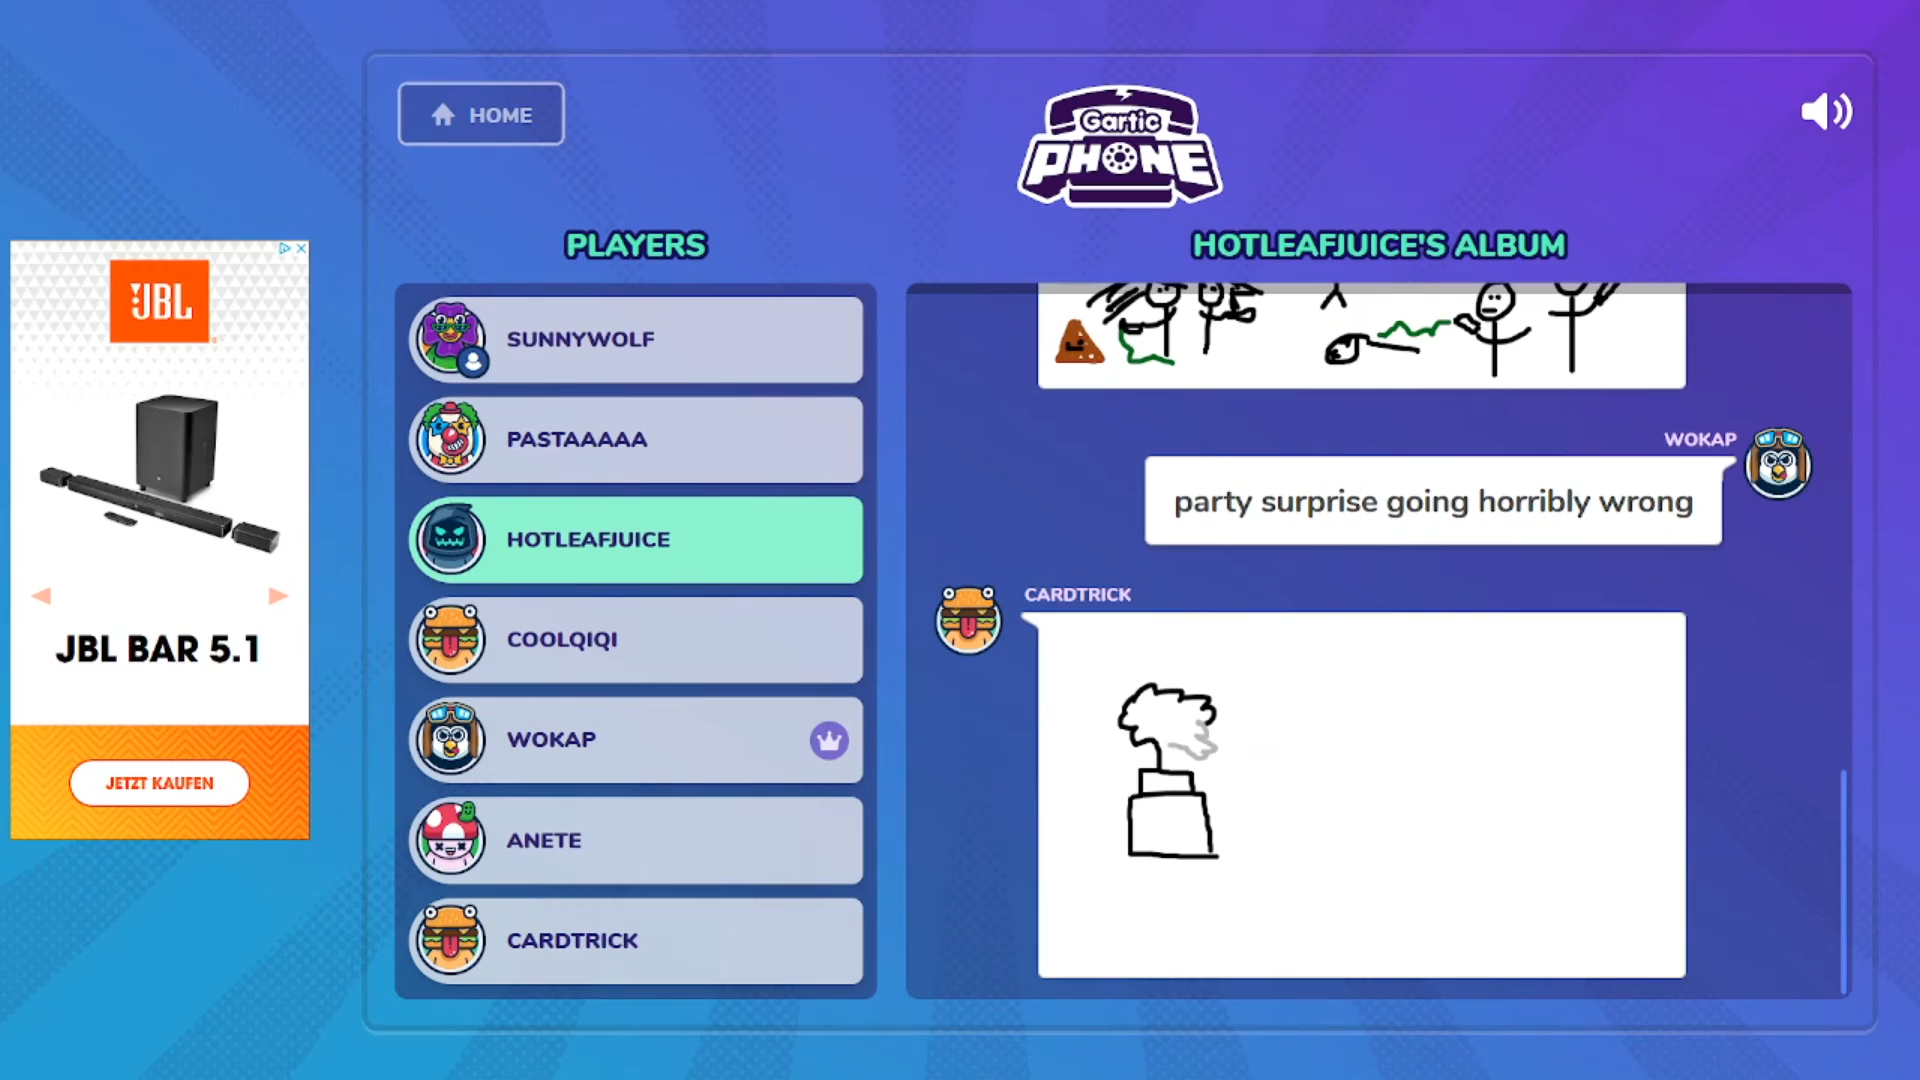 HOME
Gartic
PHONE
PLAYERS
HOTLEAFJUICE'S ALBUM
JBL
JBL BAR 5.1
JETZT KAUFEN
SUNNYWOLF
PASTAAAAA
HOTLEAFJUICE
COOLQIQI
WOKAP
ANETE
CARDTRICK
WOKAP
party surprise going horribly wrong
CARDTRICK